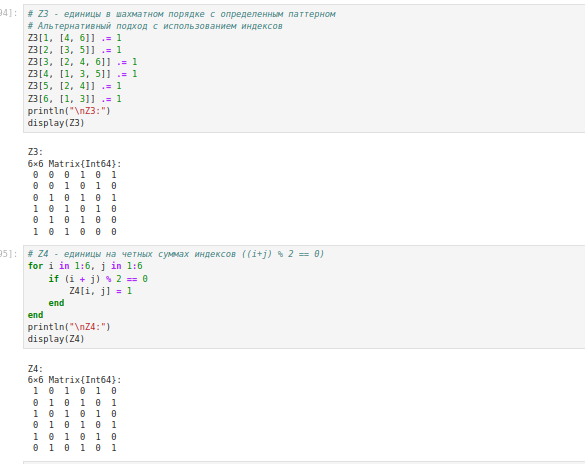 94]:
# Z3 - единицы в шахматном порядке с определенным паттерном
# Альтернативный подход с использованием индексов
Z3[1, [4, 6]] .= 1
Z3[2, [3, 5]] .= 1
Z3[3, [2, 4, 6]] .= 1
Z3[4, [1, 3, 5]] .= 1
Z3[5, [2, 4]] .= 1
Z3[6, [1, 3]] .= 1
println("\nZ3:")
display(Z3)
Z3:
6×6 Matrix{Int64}:
0 0 0 1 0 1
0 0 1 0 1 0
0 1 0 1 0 1
1 0 1 0 1 0
0 1 0 1 0 0
1 0 1 0 0 0
95]:
# Z4 - единицы на четных суммах индексов ((i+j) % 2 == 0)
for i in 1:6, j in 1:6
if (i + j) % 2 == 0
Z4[i, j] = 1
end
end
println("\nZ4:")
display(Z4)
Z4:
6×6 Matrix{Int64}:
1 0 1 0 1 0
0 1 0 1 0 1
1 0 1 0 1 0
0 1 0 1 0 1
1 0 1 0 1 0
0 1 0 1 0 1